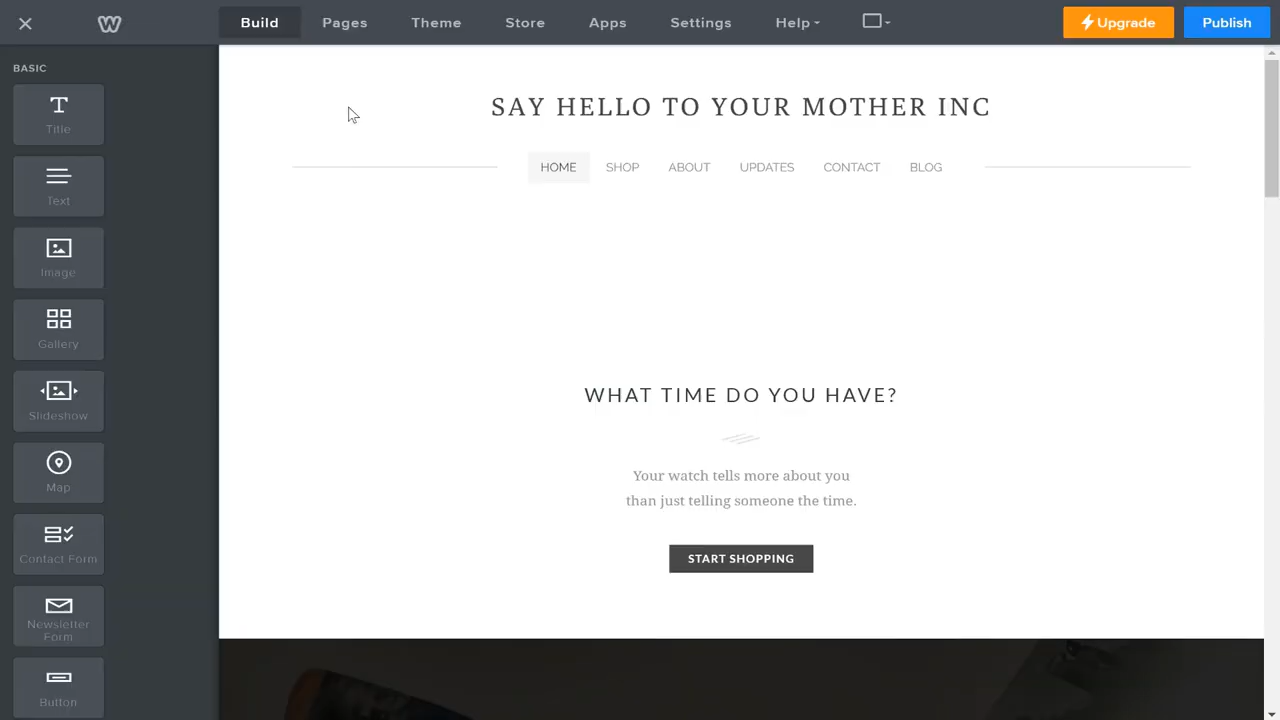 Build
Pages
Theme
Store
Apps
Settings
Help
Upgrade
Publish
BASIC
Title
Text
Image
Gallery
Slideshow
Map
Contact Form
Newsletter
Form
Button
SAY HELLO TO YOUR MOTHER INC
HOME SHOP ABOUT UPDATES CONTACT BLOG
WHAT TIME DO YOU HAVE?
Your watch tells more about you
than just telling someone the time.
START SHOPPING